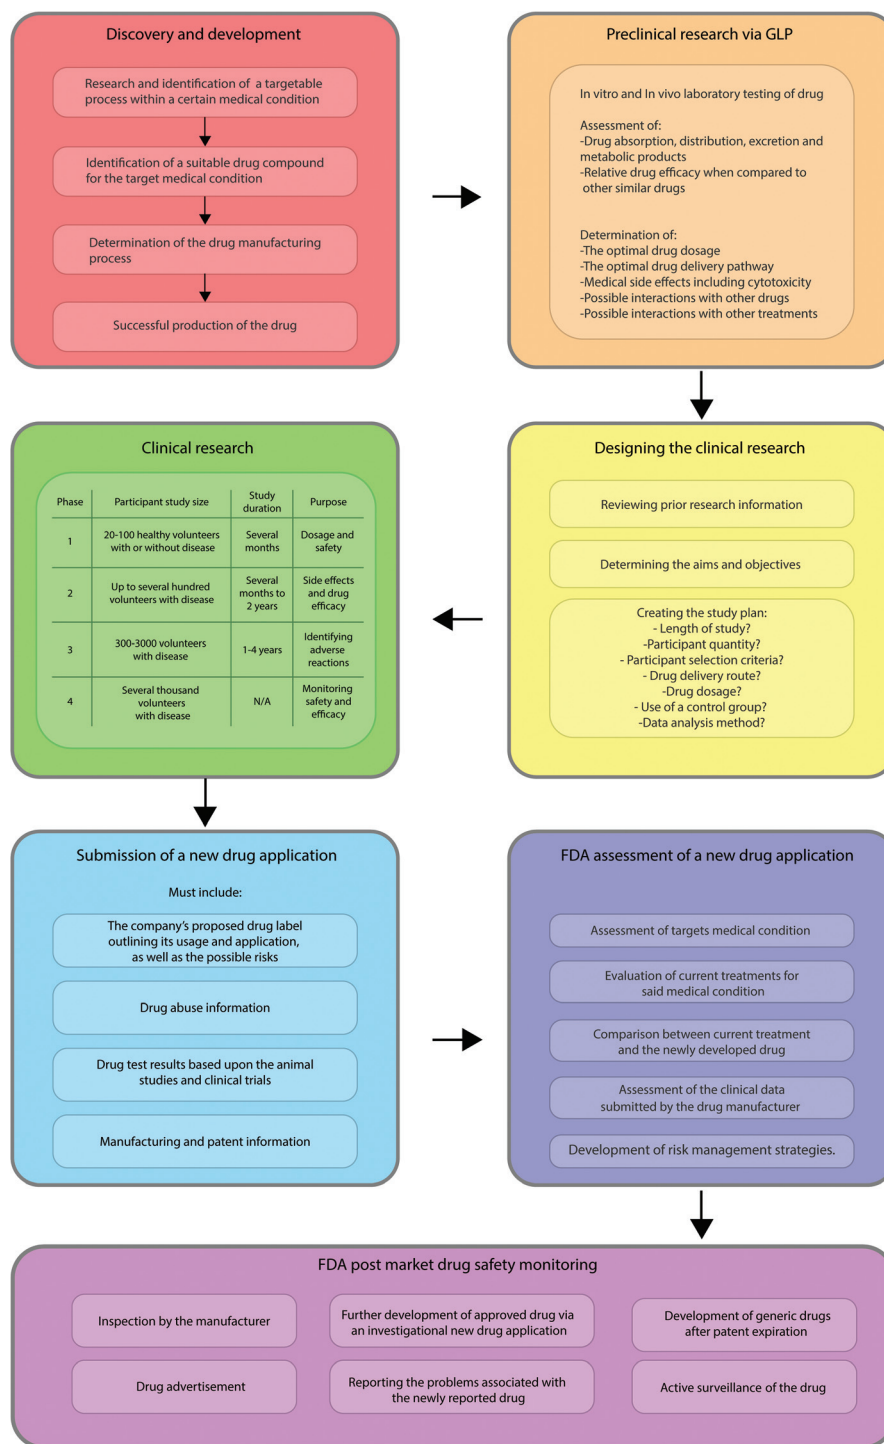 Discovery and development
Research and identification of a targetable
process within a certain medical condition
Identification of a suitable drug compound
for the target medical condition
Determination of the drug manufacturing
process
Successful production of the drug
Preclinical research via GLP
In vitro and In vivo laboratory testing of drug
Assessment of:
-Drug absorption, distribution, excretion and
metabolic products
-Relative drug efficacy when compared to
other similar drugs
Determination of:
-The optimal drug dosage
-The optimal drug delivery pathway
-Medical side effects including cytotoxicity
-Possible interactions with other drugs
-Possible interactions with other treatments
Designing the clinical research
Reviewing prior research information
Determining the aims and objectives
Creating the study plan:
- Length of study?
-Participant quantity?
- Participant selection criteria?
- Drug delivery route?
-Drug dosage?
- Use of a control group?
-Data analysis method?
Clinical research
Phase
Participant study size
Study
duration
Purpose
1
20-100 healthy volunteers
with or without disease
Several
months
Dosage and
safety
2
Up to several hundred
volunteers with disease
Several
months to
2 years
Side effects
and drug
efficacy
3
300-3000 volunteers
with disease
1-4 years
Identifying
adverse
reactions
4
Several thousand
volunteers
with disease
N/A
Monitoring
safety and
efficacy
Submission of a new drug application
Must include:
The company's proposed drug label
outlining its usage and application,
as well as the possible risks
Drug abuse information
Drug test results based upon the animal
studies and clinical trials
Manufacturing and patent information
FDA assessment of a new drug application
Assessment of targets medical condition
Evaluation of current treatments for
said medical condition
Comparison between current treatment
and the newly developed drug
Assessment of the clinical data
submitted by the drug manufacturer
Development of risk management strategies.
FDA post market drug safety monitoring
Inspection by the manufacturer
Further development of approved drug via
an investigational new drug application
Development of generic drugs
after patent expiration
Drug advertisement
Reporting the problems associated with
the newly reported drug
Active surveillance of the drug